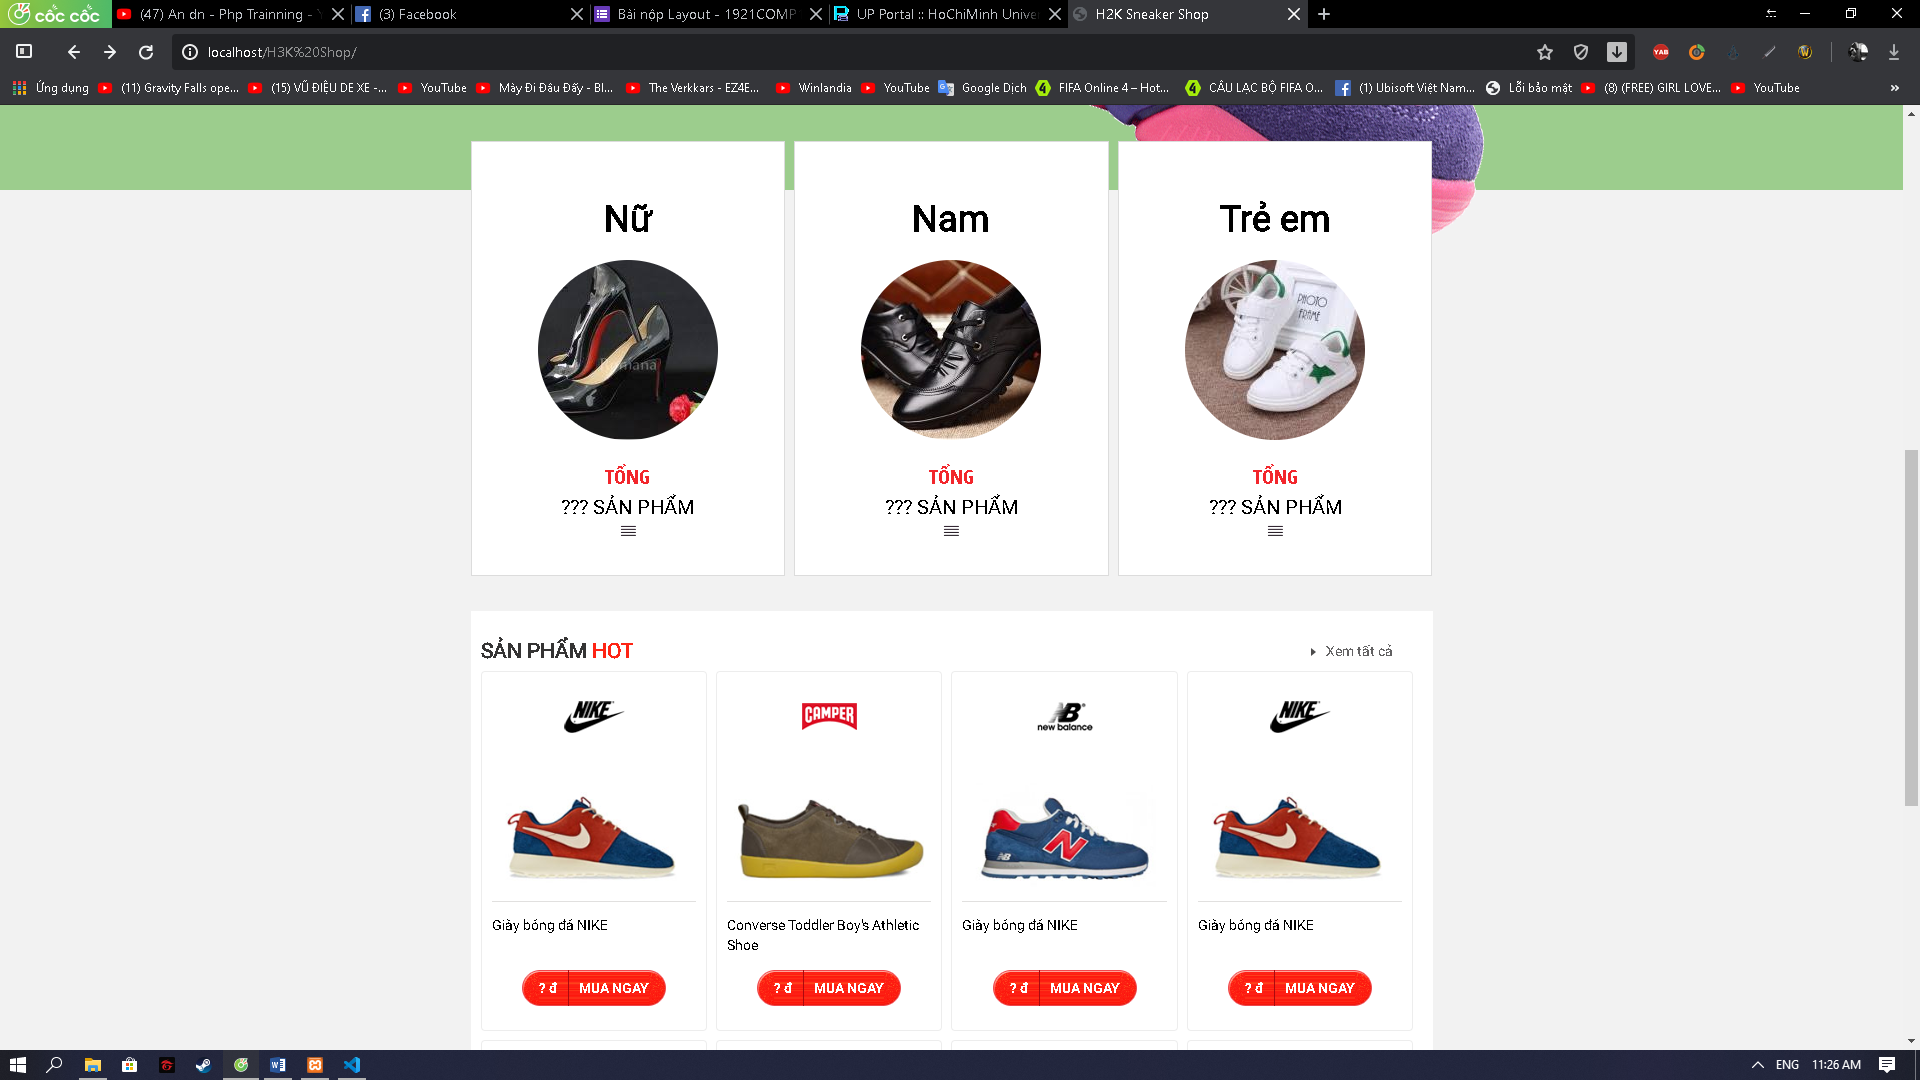 cốc cốc
(47) An dn - Php Trainning -
(3) Facebook
Bài nộp Layout - 1921COMP
UP Portal :: HoChiMinh Unive
H2K Sneaker Shop
localhost/H3K%20Shop/
Ứng dụng
(11) Gravity Falls ope...
(15) VŨ ĐIỆU DE XE -...
YouTube
Mày Đi Đâu Đấy - Bl...
The Verkkars - EZ4E...
Winlandia
YouTube
Google Dịch
FIFA Online 4 – Hot...
CÂU LẠC BỘ FIFA O...
(1) Ubisoft Việt Nam...
Lỗi bảo mật
(8) (FREE) GIRL LOVE...
YouTube
Nữ
Nam
Trẻ em
PHOTO
FRAME
TỔNG
TỔNG
TỔNG
??? SẢN PHẨM
??? SẢN PHẨM
??? SẢN PHẨM
SẢN PHẨM HOT
Xem tất cả
NIKE
CAMPER
NB
new balance
NIKE
Giày bóng đá NIKE
Converse Toddler Boy's Athletic
Shoe
Giày bóng đá NIKE
Giày bóng đá NIKE
? đ MUA NGAY
? đ MUA NGAY
? đ MUA NGAY
? đ MUA NGAY
ENG
11:26 AM